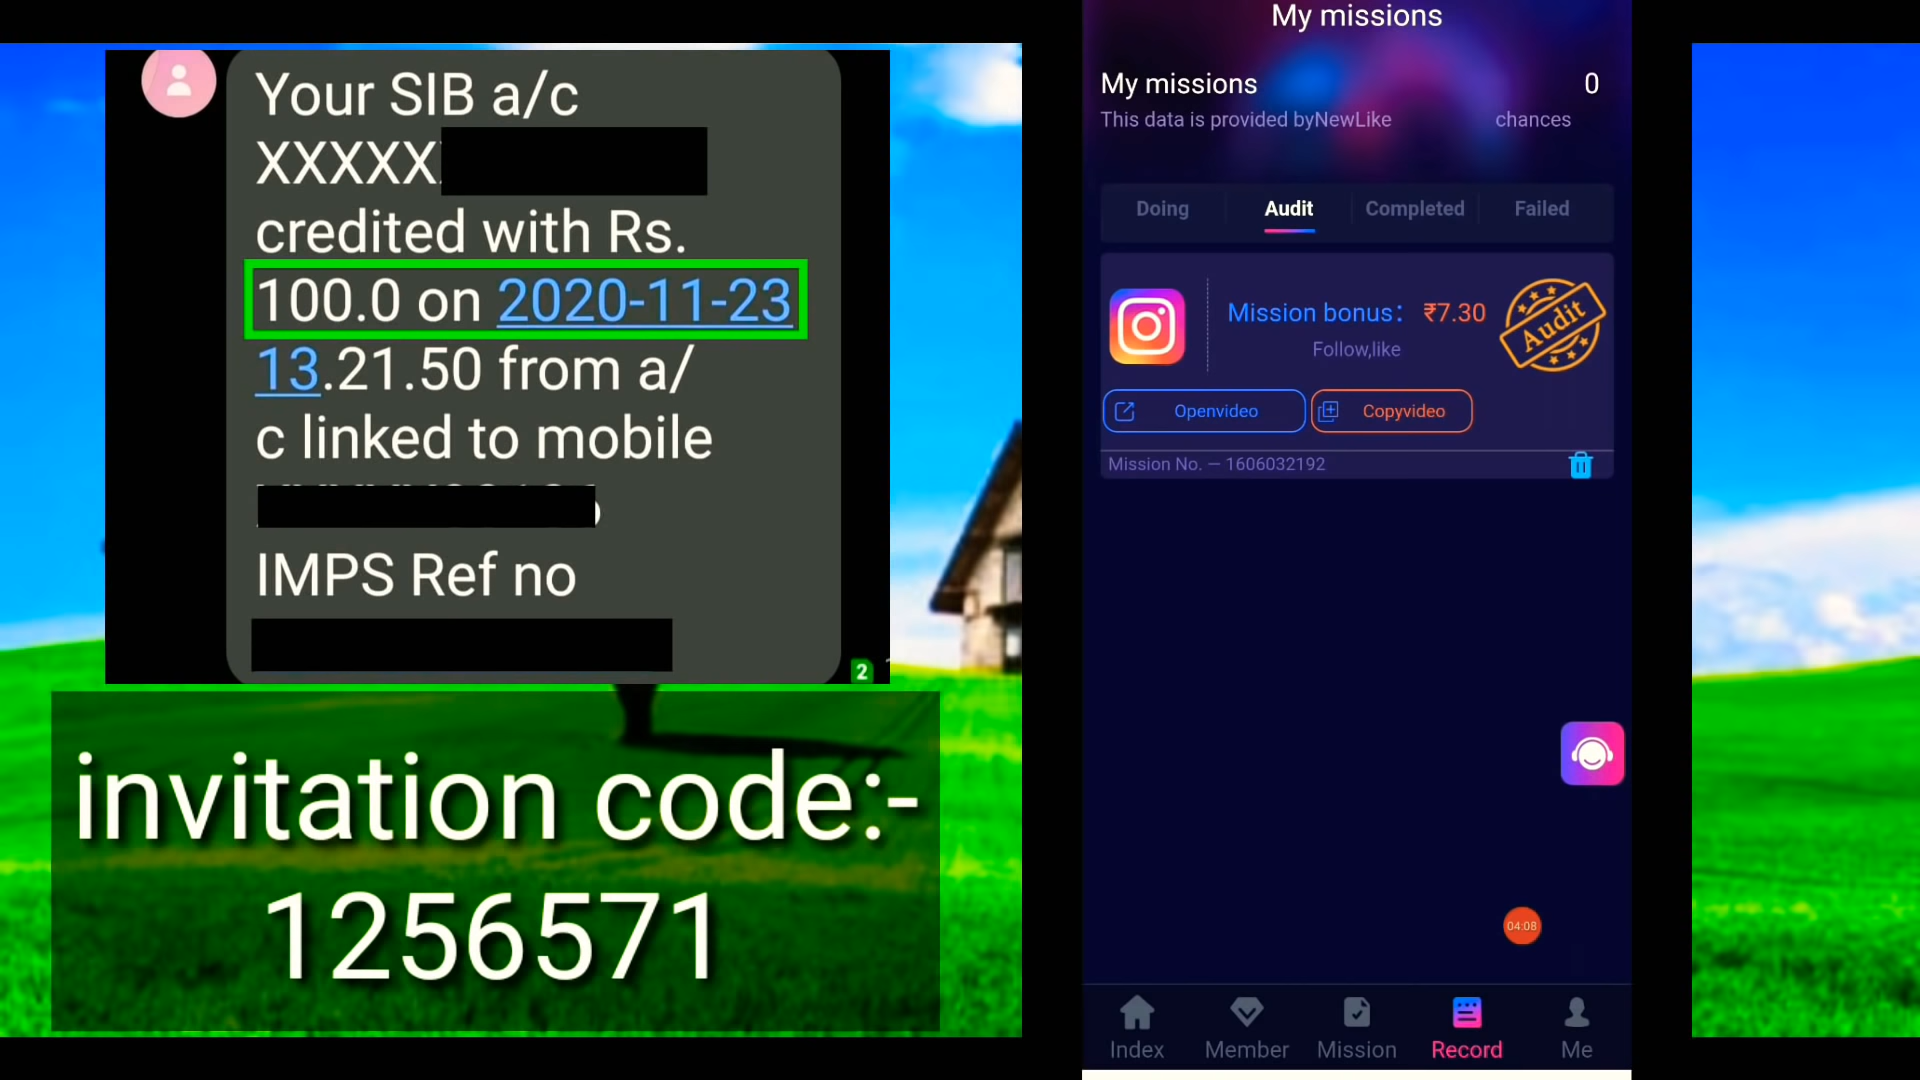 Your SIB a/c
XXXXX
credited with Rs.
100.0 on 2020-11-23
13.21.50 from a/
c linked to mobile
IMPS Ref no
2
invitation code:-
1256571
My missions
My missions
0
This data is provided byNewLike
chances
Doing
Audit
Completed
Failed
Mission bonus: ₹7.30
Follow,like
Audit
Openvideo
Copyvideo
Mission No. — 1606032192
04:08
Index
Member
Mission
Record
Me